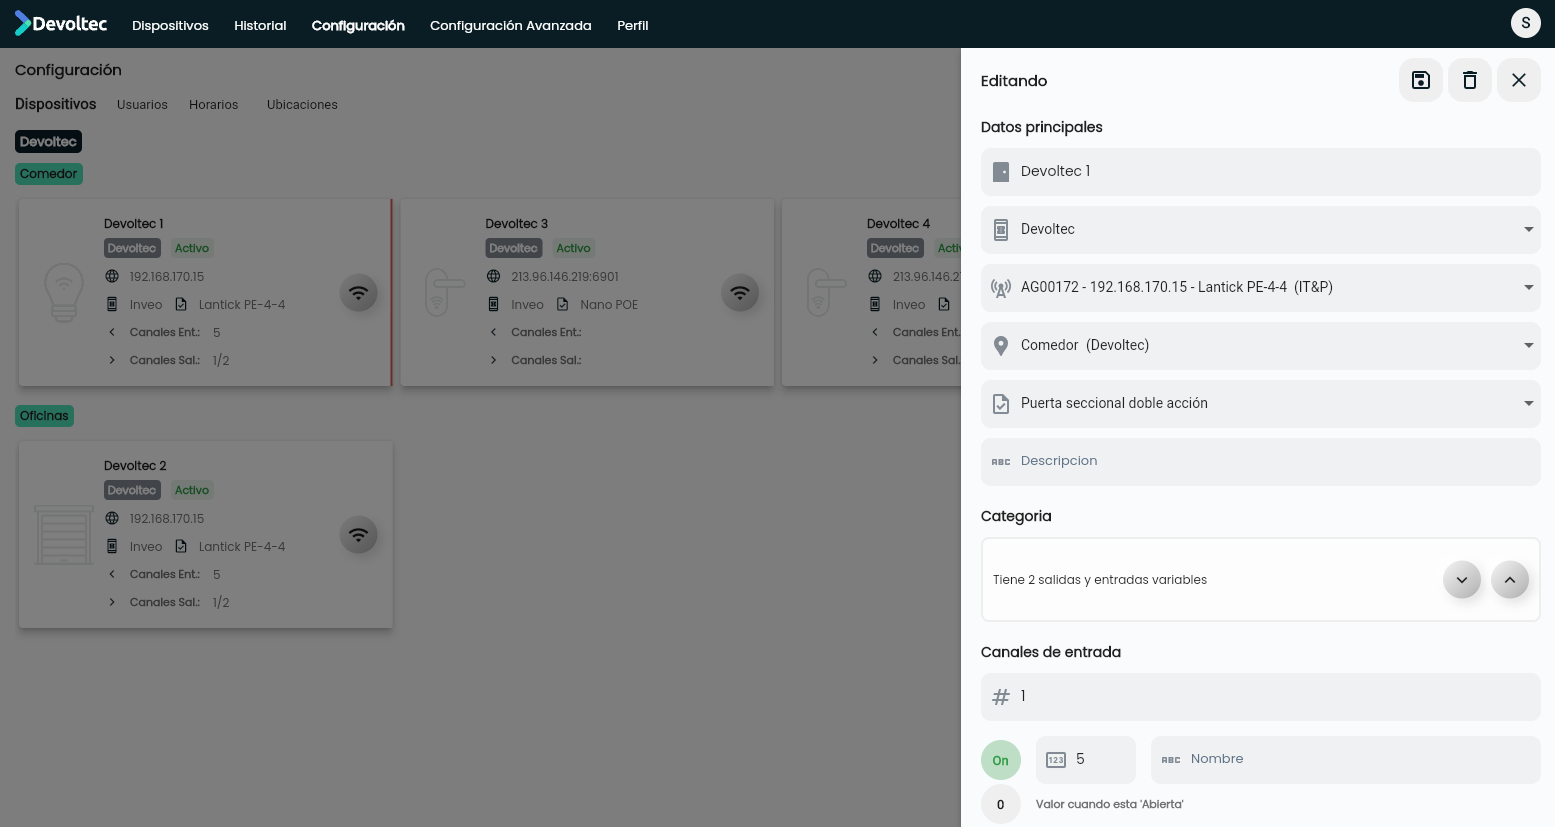 Devoltec Dispositivos Historial Configuración Configuración Avanzada Perfil S
Configuración
Dispositivos Usuarios Horarios Ubicaciones
Devoltec
Comedor
Devoltec 1
Devoltec Activo
192.168.170.15
Inveo Lantick PE-4-4
Canales Ent.: 5
Canales Sal.: 1/2
Devoltec 3
Devoltec Activo
213.96.146.219:6901
Inveo Nano POE
Canales Ent.:
Canales Sal.:
Devoltec 4
Devoltec Activ
213.96.146.2
Inveo
Canales Ent.
Canales Sal.
Oficinas
Devoltec 2
Devoltec Activo
192.168.170.15
Inveo Lantick PE-4-4
Canales Ent.: 5
Canales Sal.: 1/2
Editando
Datos principales
Devoltec 1
Devoltec
AG00172 - 192.168.170.15 - Lantick PE-4-4 (IT&P)
Comedor (Devoltec)
Puerta seccional doble acción
ABC Descripcion
Categoria
Tiene 2 salidas y entradas variables
Canales de entrada
# 1
On 123 5 ABC Nombre
0 Valor cuando esta 'Abierta'